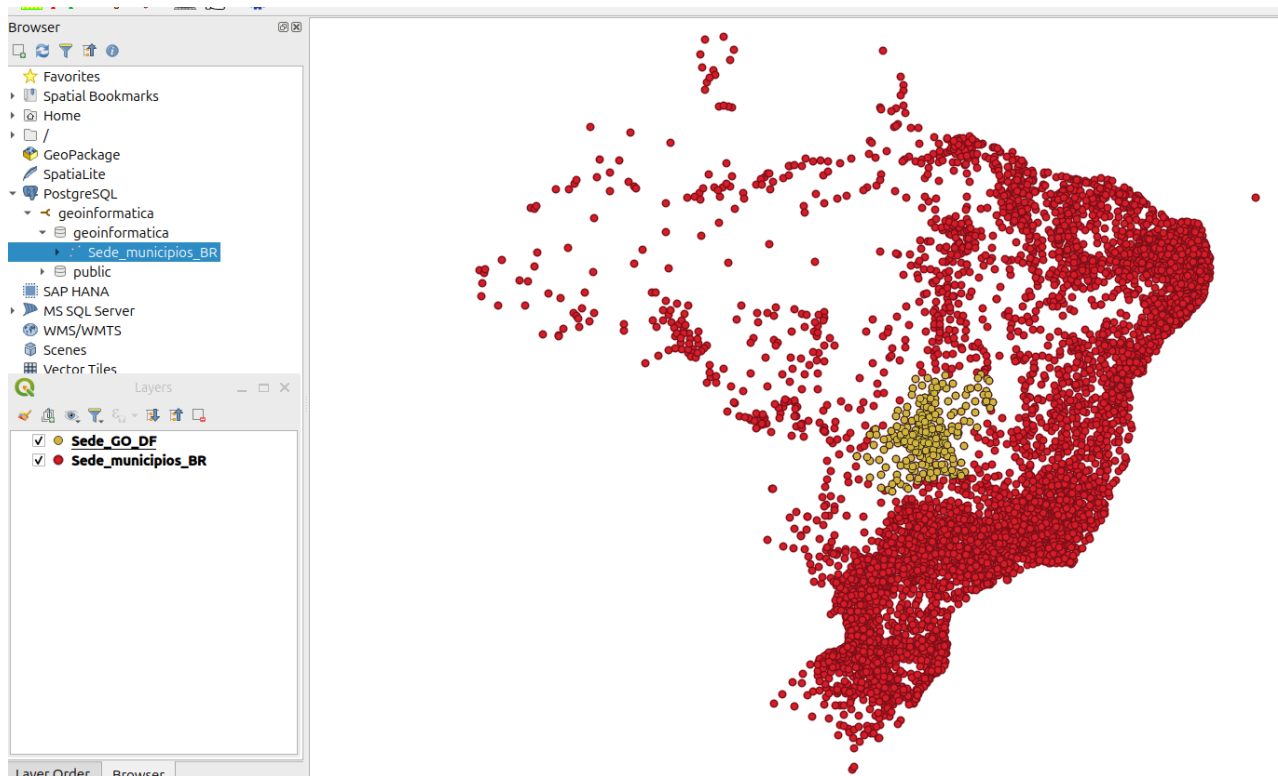 Browser
Favorites
Spatial Bookmarks
Home
/
GeoPackage
SpatiaLite
PostgreSQL
geoinformatica
geoinformatica
Sede_municipios_BR
public
SAP HANA
MS SQL Server
WMS/WMTS
Scenes
Vector Tiles
Layers
Sede_GO_DF
Sede_municipios_BR
Layer Order Browser